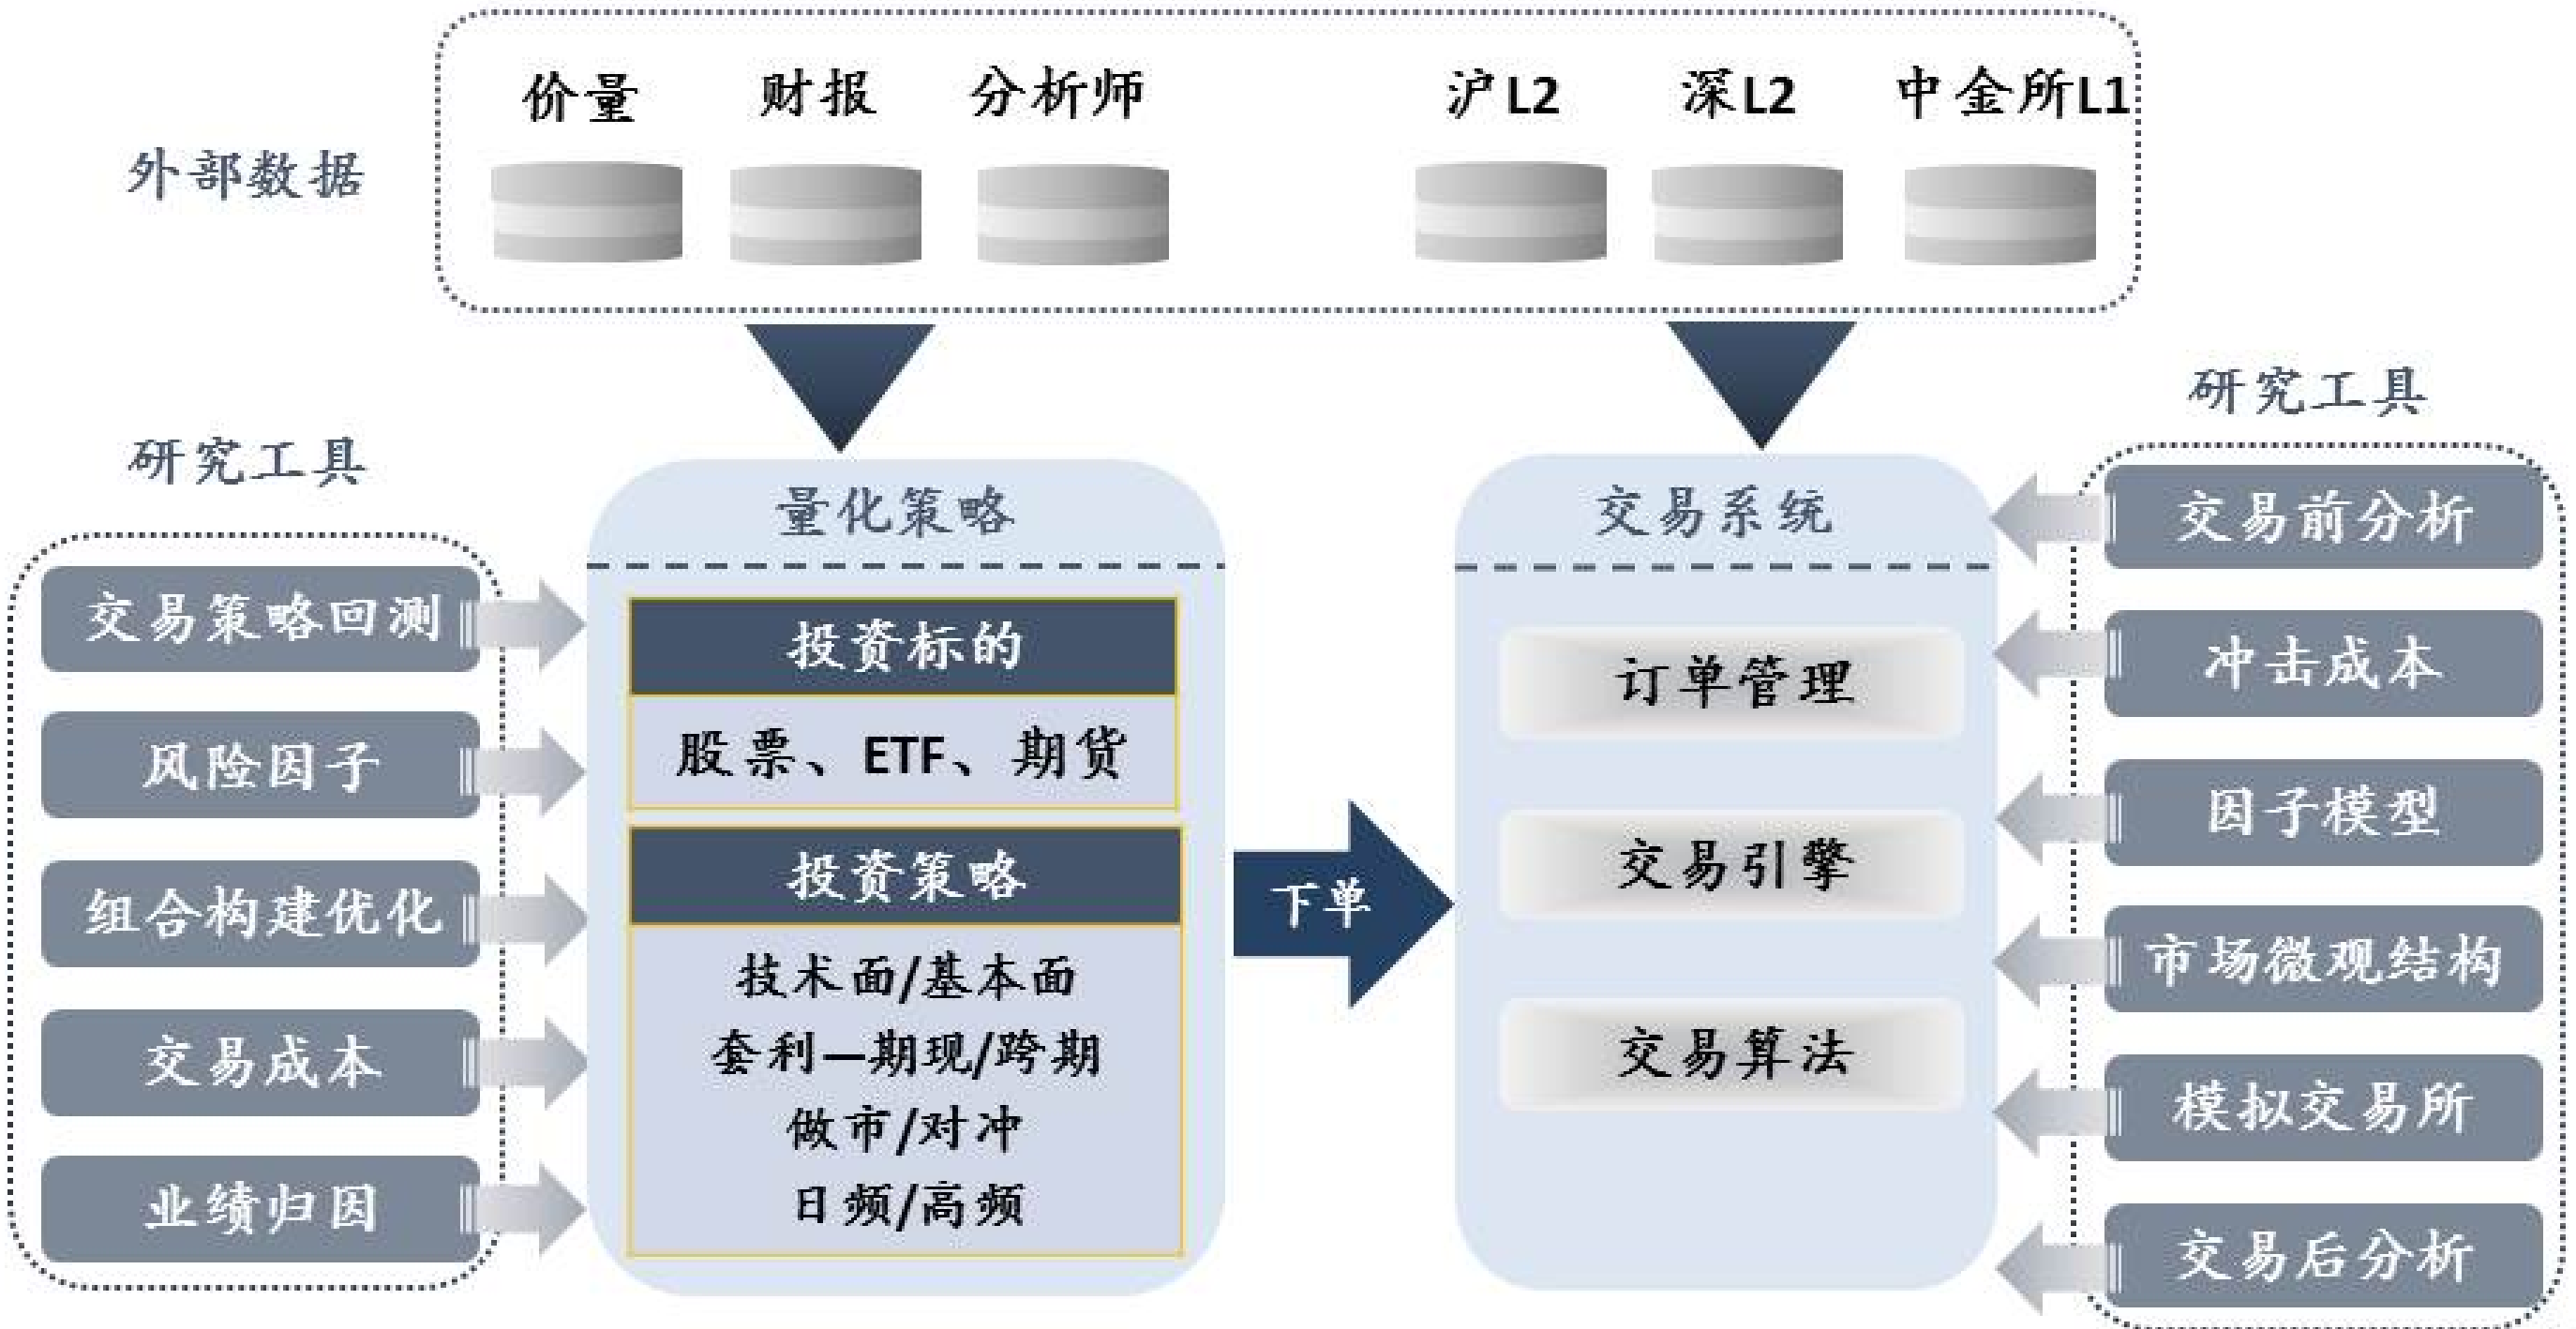 价量
财报
分析师
沪L2
深L2
中金所L1
外部数据
研究工具
交易策略回测
风险因子
组合构建优化
交易成本
业绩归因
量化策略
投资标的
股票、ETF、期货
投资策略
技术面/基本面
套利—期现/跨期
做市/对冲
日频/高频
下单
交易系统
订单管理
交易引擎
交易算法
研究工具
交易前分析
冲击成本
因子模型
市场微观结构
模拟交易所
交易后分析